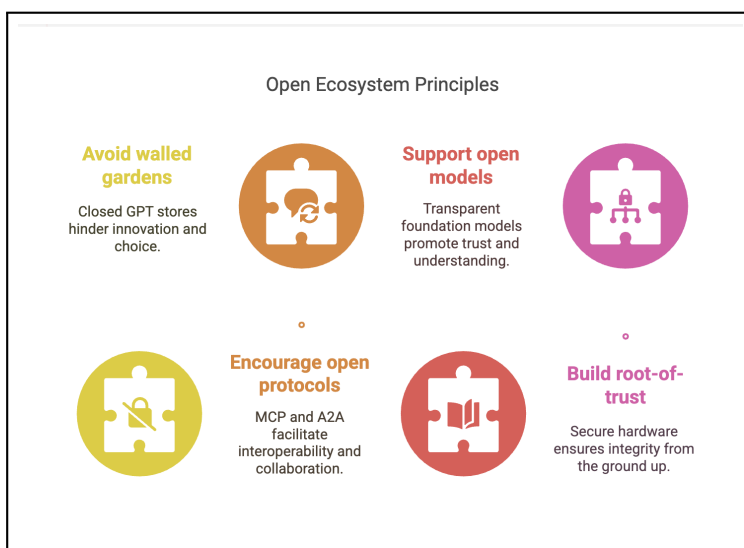 Open Ecosystem Principles
Avoid walled
gardens
Closed GPT stores
hinder innovation and
choice.
Support open
models
Transparent
foundation models
promote trust and
understanding.
Encourage open
protocols
MCP and A2A
facilitate
interoperability and
collaboration.
Build root-of-
trust
Secure hardware
ensures integrity from
the ground up.